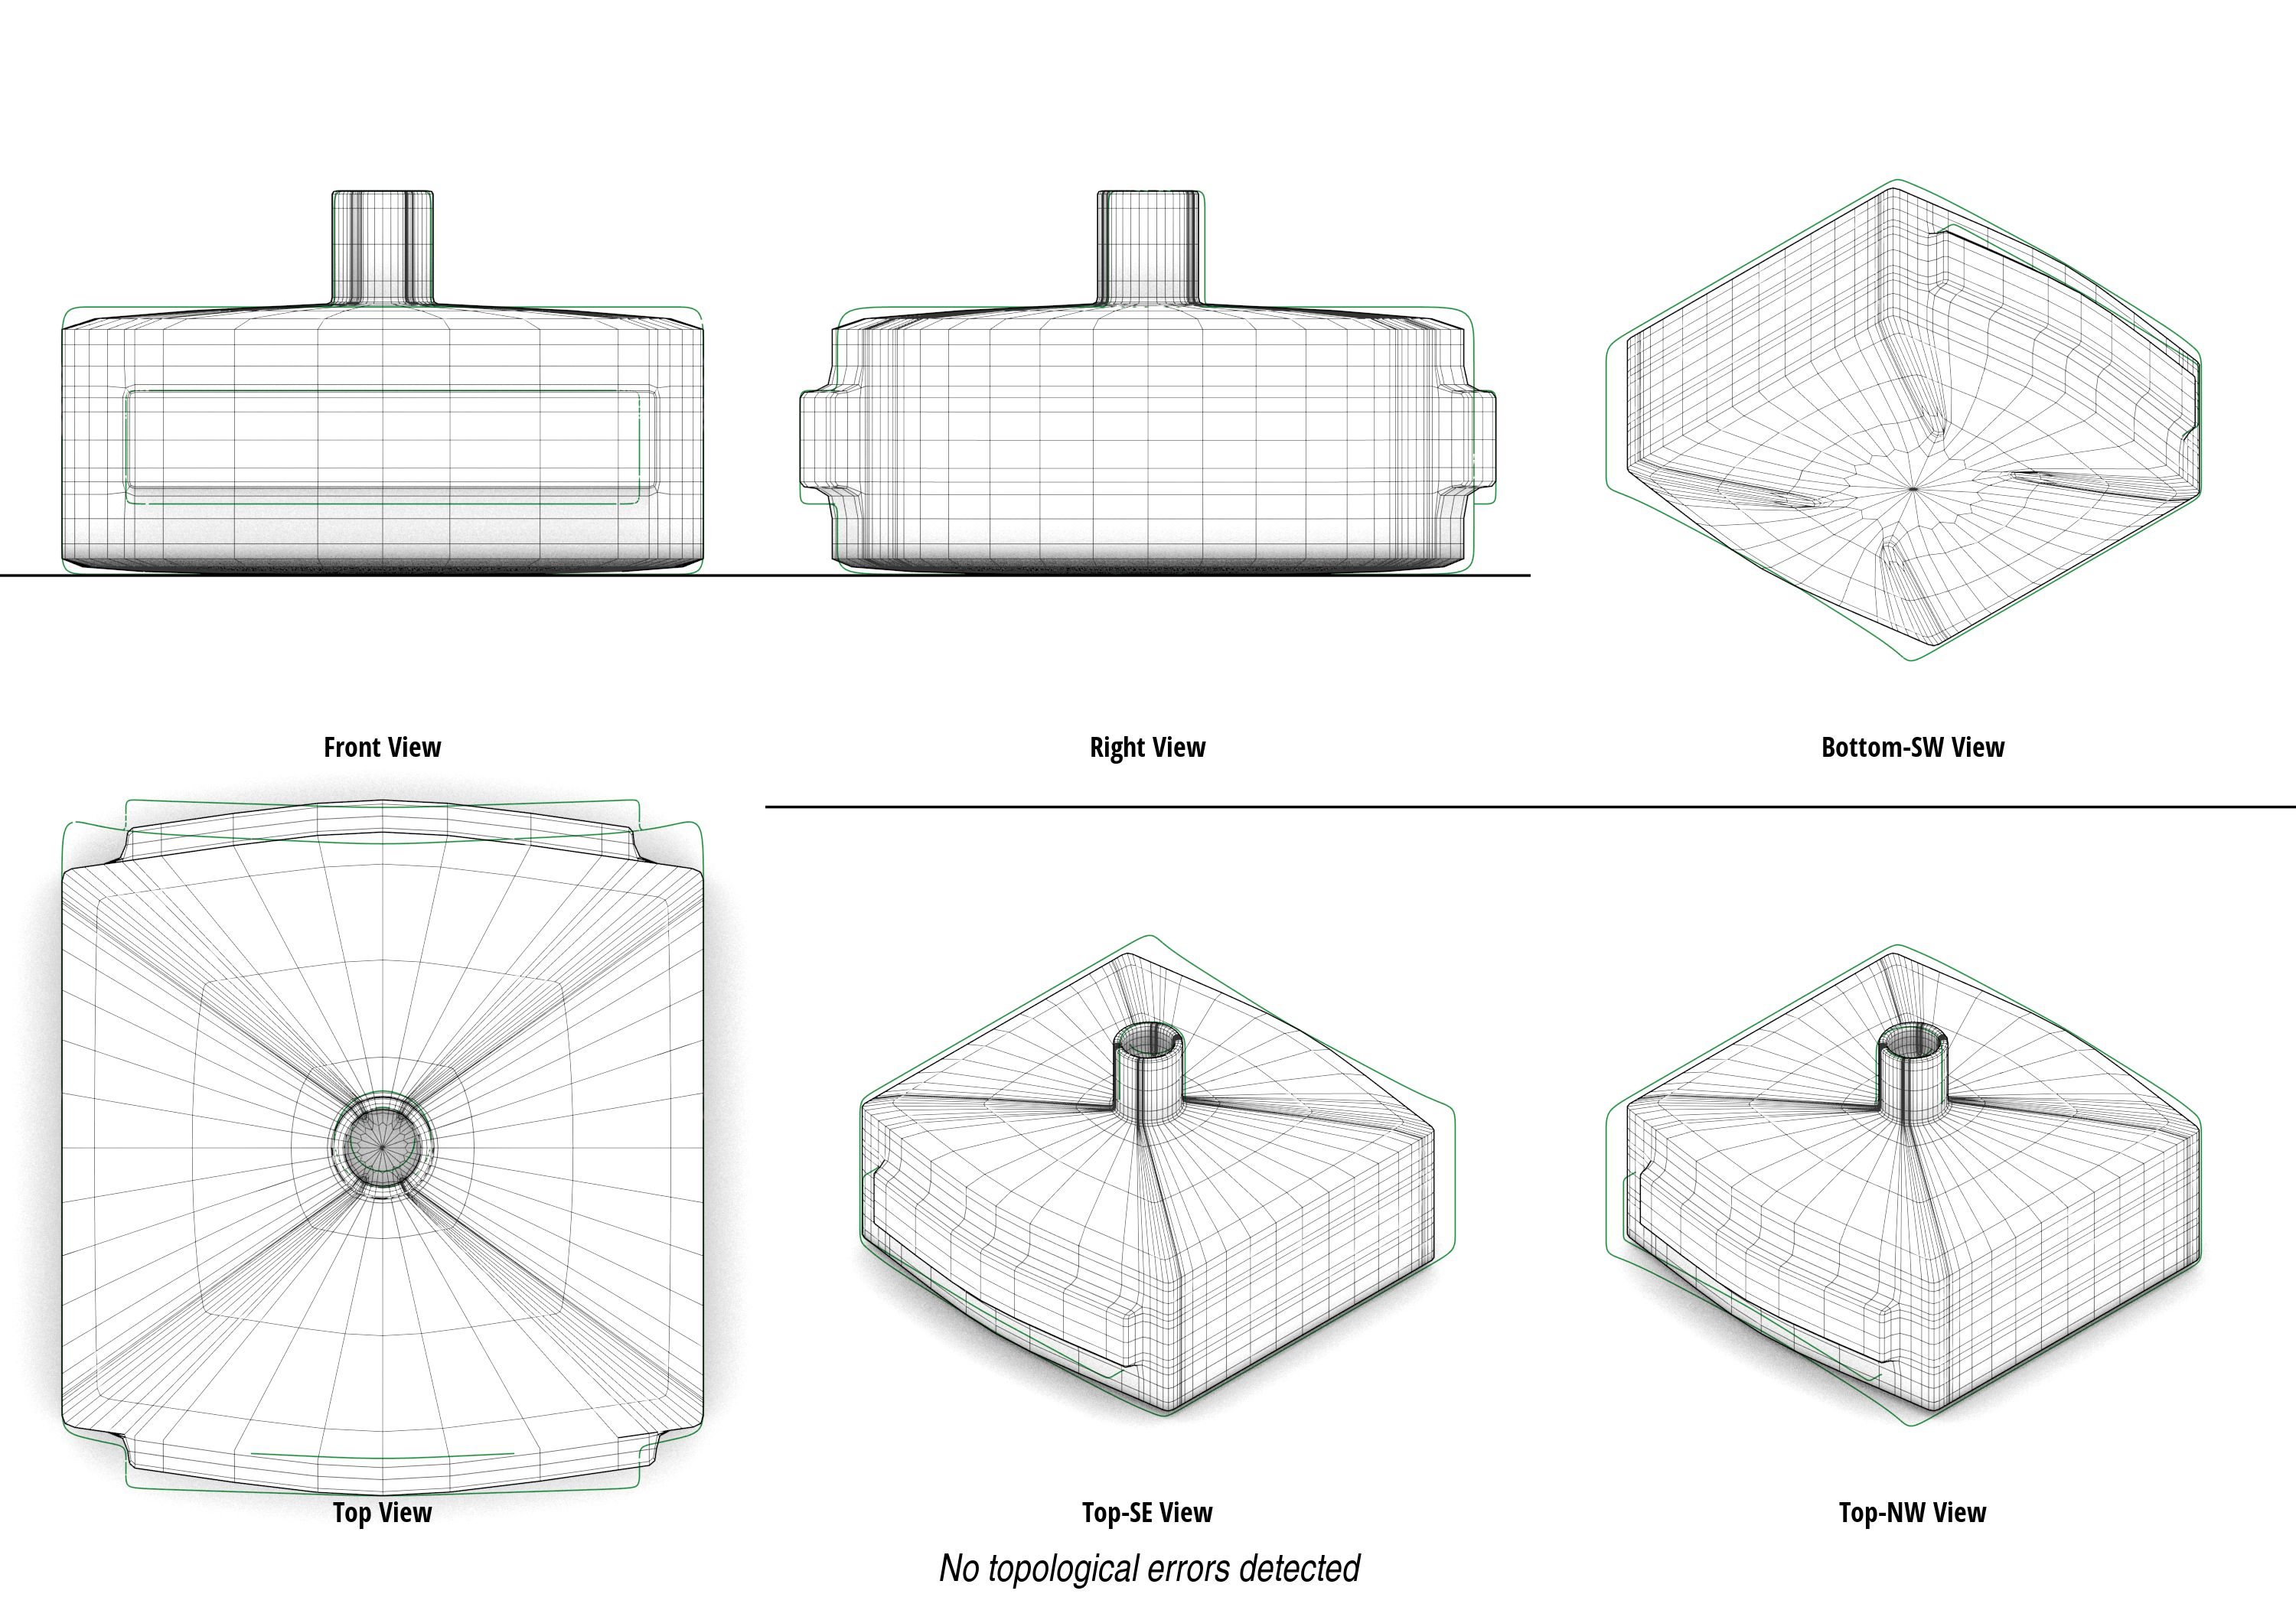 Front View
Right View
Bottom-SW View
Top View
Top-SE View
Top-NW View
No topological errors detected